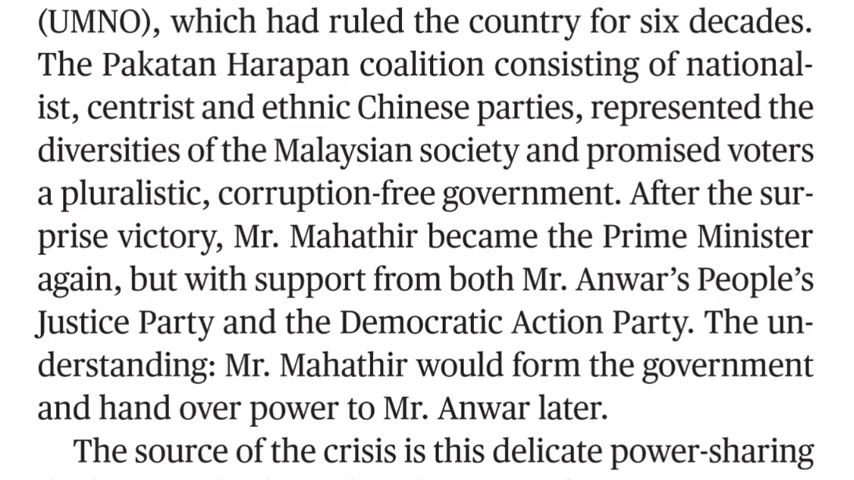 (UMNO), which had ruled the country for six decades.
The Pakatan Harapan coalition consisting of national-
ist, centrist and ethnic Chinese parties, represented the
diversities of the Malaysian society and promised voters
a pluralistic, corruption-free government. After the sur-
prise victory, Mr. Mahathir became the Prime Minister
again, but with support from both Mr. Anwar’s People’s
Justice Party and the Democratic Action Party. The un-
derstanding: Mr. Mahathir would form the government
and hand over power to Mr. Anwar later.
The source of the crisis is this delicate power-sharing